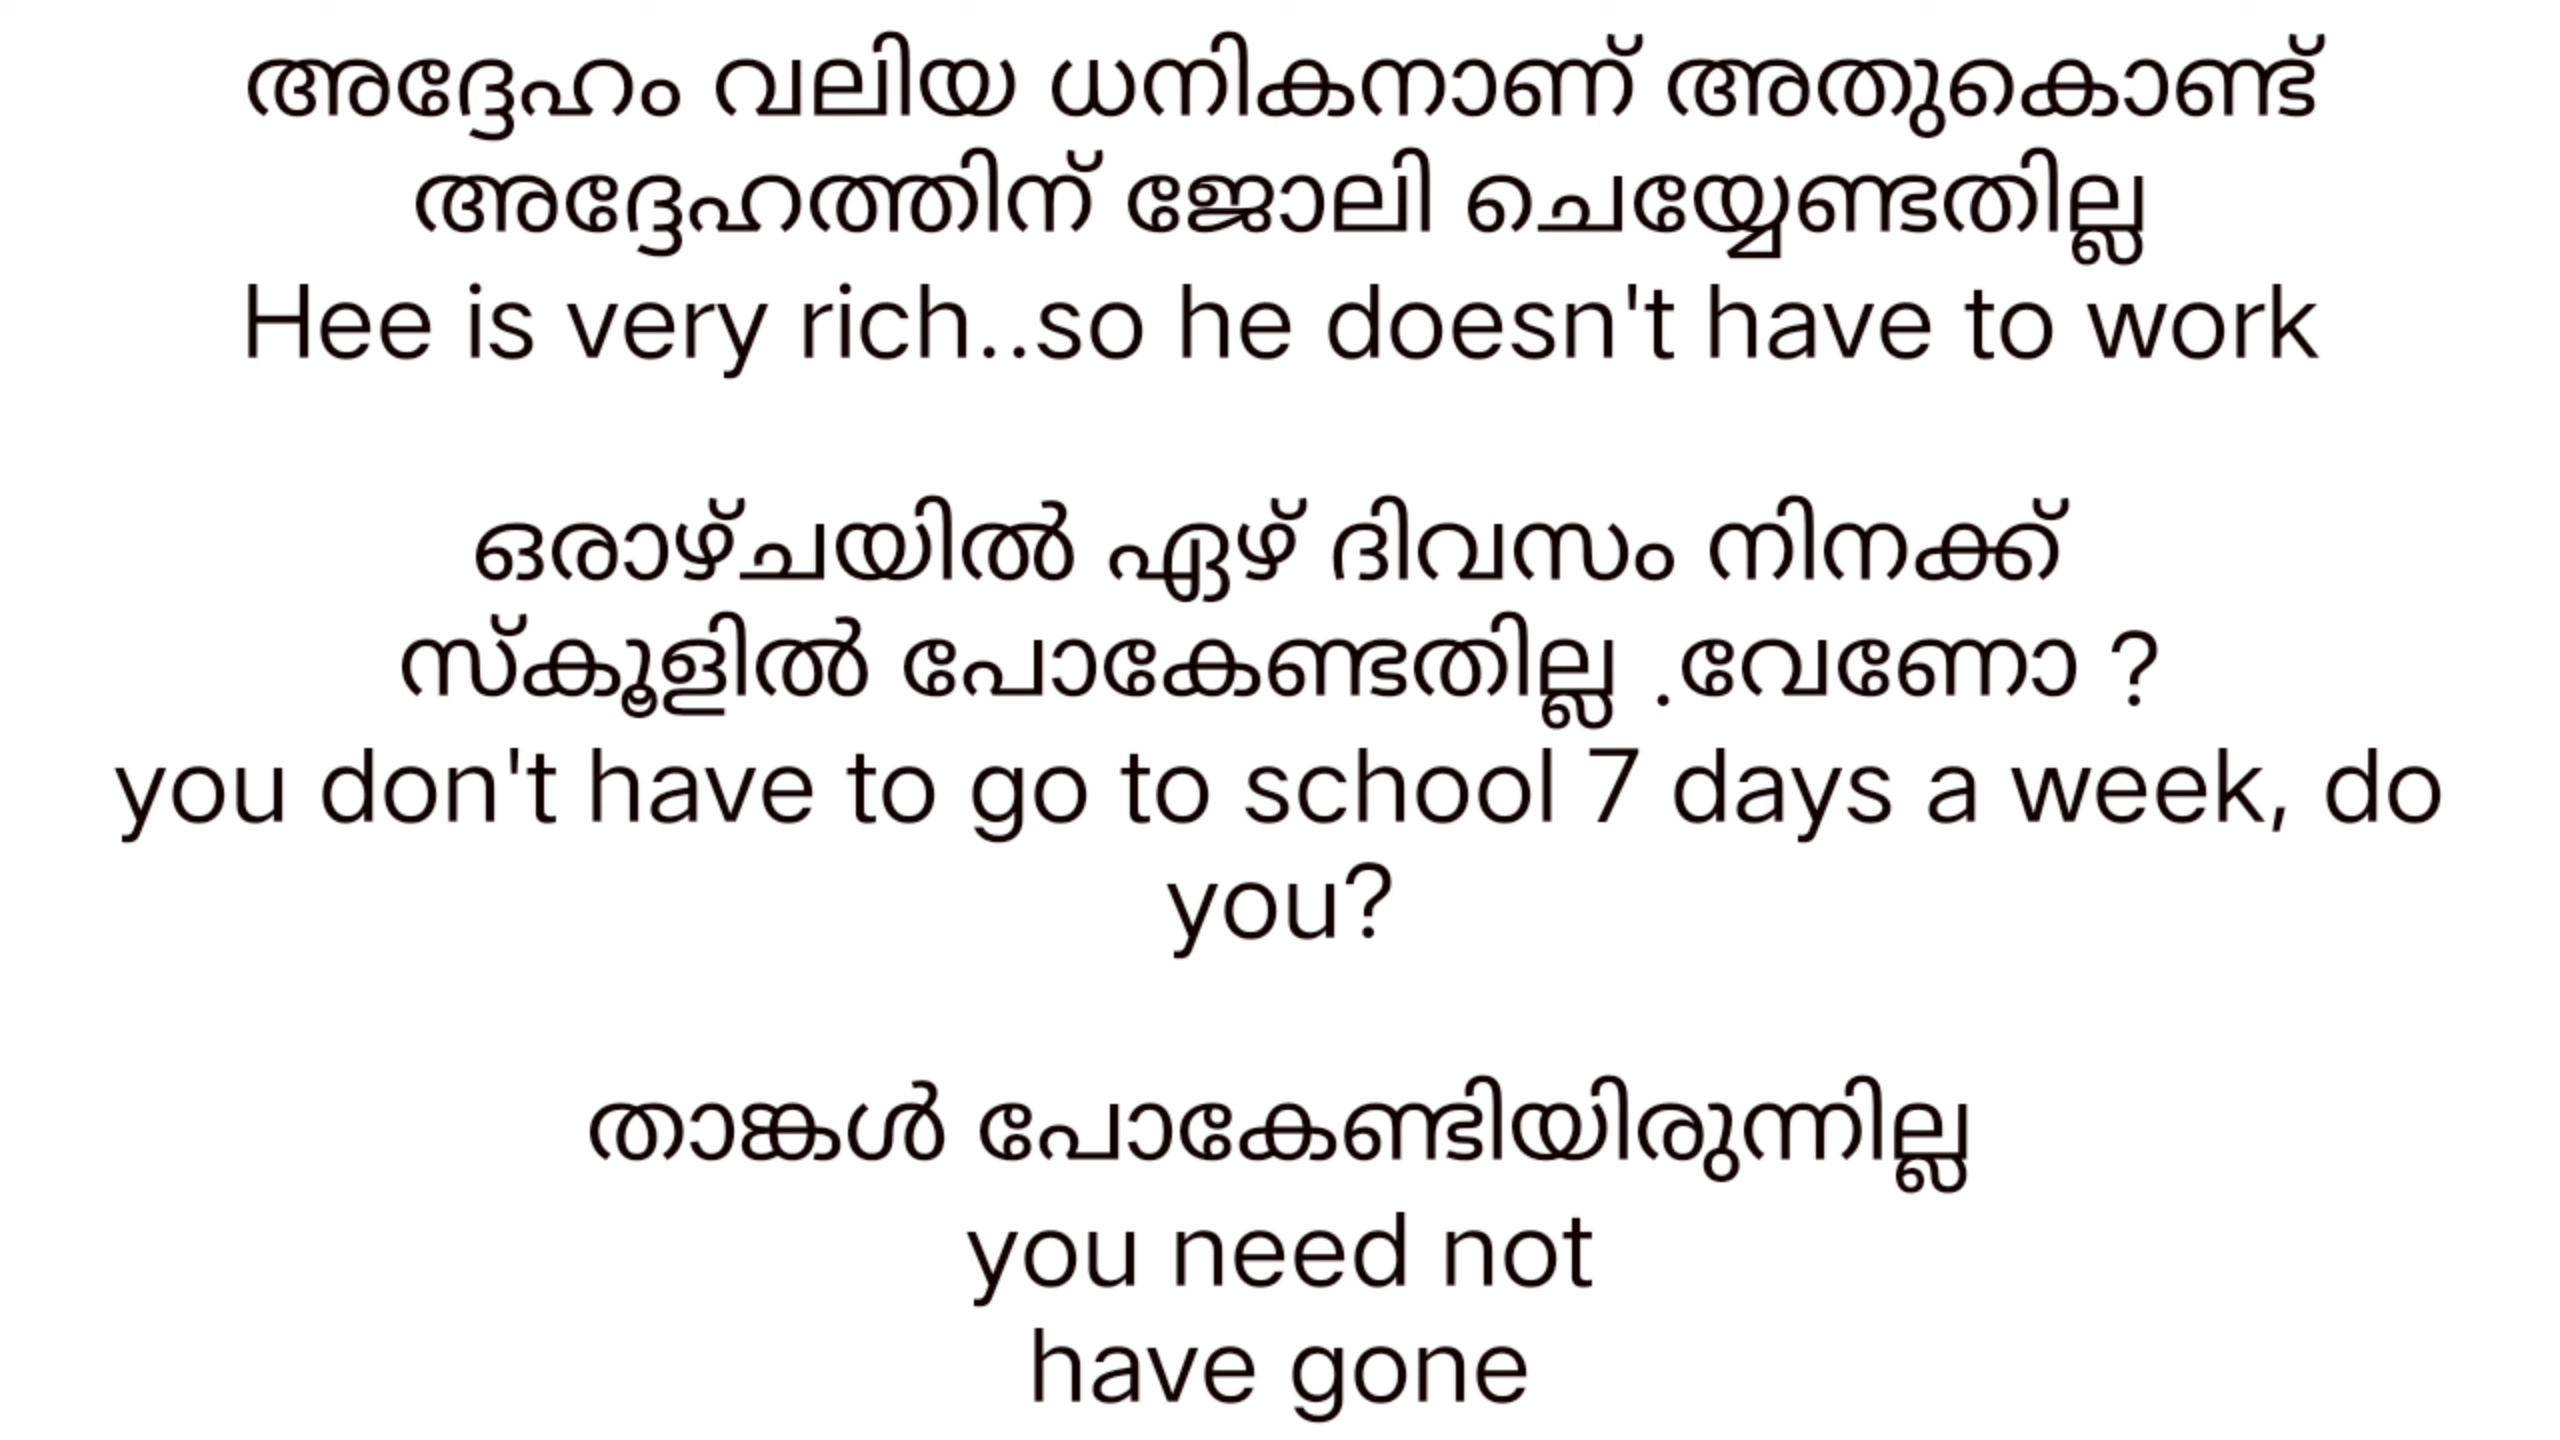 അദ്ദേഹം വലിയ ധനികനാണ് അതുകൊണ്ട്
അദ്ദേഹത്തിന് ജോലി ചെയ്യേണ്ടതില്ല
Hee is very rich..so he doesn't have to work
ഒരാഴ്ചയിൽ ഏഴ് ദിവസം നിനക്ക്
സ്കൂളിൽ പോകേണ്ടതില്ല .വേണോ ?
you don't have to go to school 7 days a week, do
you?
താങ്കൾ പോകേണ്ടിയിരുന്നില്ല
you need not
have gone